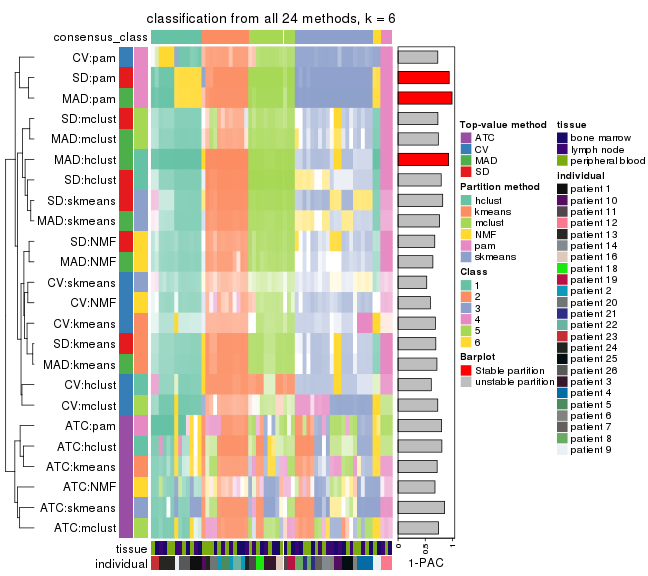 classification from all 24 methods, k = 6
consensus_class
CV:pam
SD:pam
MAD:pam
SD:mclust
MAD:mclust
MAD:hclust
SD:hclust
SD:skmeans
MAD:skmeans
SD:NMF
MAD:NMF
CV:skmeans
CV:NMF
CV:kmeans
SD:kmeans
MAD:kmeans
CV:hclust
CV:mclust
ATC:pam
ATC:hclust
ATC:kmeans
ATC:NMF
ATC:skmeans
ATC:mclust
tissue
individual
0
0.5
1
1-PAC
Top-value method
ATC
CV
MAD
SD
Partition method
hclust
kmeans
mclust
NMF
pam
skmeans
Class
1
2
3
4
5
6
Barplot
Stable partition
unstable partition
tissue
bone marrow
lymph node
peripheral blood
individual
patient 1
patient 10
patient 11
patient 12
patient 13
patient 14
patient 16
patient 18
patient 19
patient 2
patient 20
patient 21
patient 22
patient 23
patient 24
patient 25
patient 26
patient 3
patient 4
patient 5
patient 6
patient 7
patient 8
patient 9